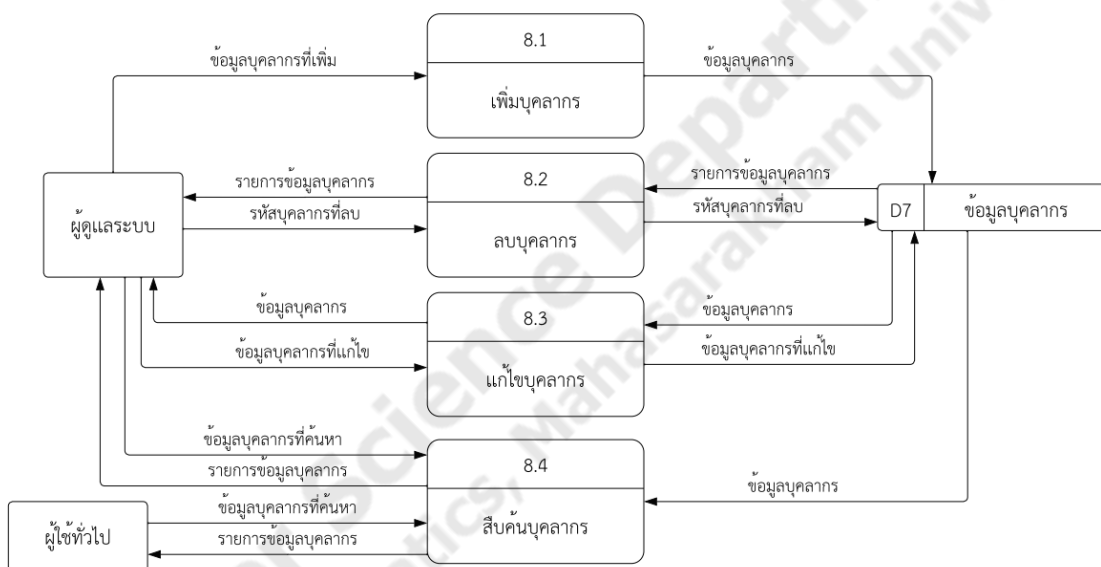 8.1
ข้อมูลบุคลากรที่เพิ่ม
ข้อมูลบุคลากร
เพิ่มบุคลากร
8.2
รายการข้อมูลบุคลากร
รายการข้อมูลบุคลากร
รหัสบุคลากรที่ลบ
รหัสบุคลากรที่ลบ
ผู้ดูแลระบบ
ลบบุคลากร
D7
ข้อมูลบุคลากร
8.3
ข้อมูลบุคลากร
ข้อมูลบุคลากร
ข้อมูลบุคลากรที่แก้ไข
ข้อมูลบุคลากรที่แก้ไข
แก้ไขบุคลากร
ข้อมูลบุคลากรที่ค้นหา
8.4
รายการข้อมูลบุคลากร
ข้อมูลบุคลากร
ข้อมูลบุคลากรที่ค้นหา
สืบค้นบุคลากร
ผู้ใช้ทั่วไป
รายการข้อมูลบุคลากร
Science
Mahasarakham